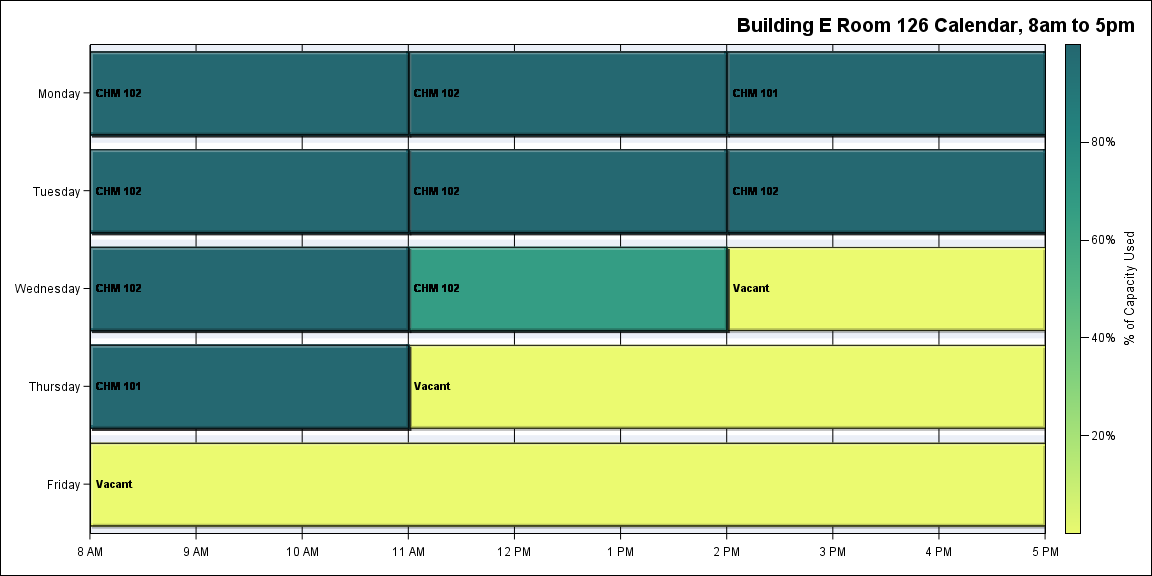 Building E Room 126 Calendar, 8am to 5pm
Monday
CHM 102
CHM 102
CHM 101
Tuesday
CHM 102
CHM 102
CHM 102
Wednesday
CHM 102
CHM 102
Vacant
Thursday
CHM 101
Vacant
Friday
Vacant
8 AM
9 AM
10 AM
11 AM
12 PM
1 PM
2 PM
3 PM
4 PM
5 PM
80%
60%
40%
20%
% of Capacity Used